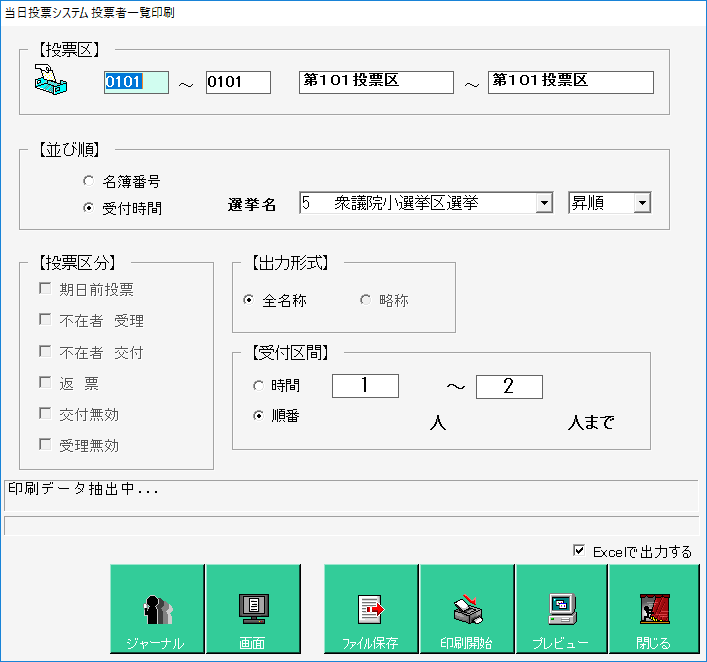 当日投票システム 投票者一覧印刷
【投票区】
0101 ～ 0101 第101投票区 ～ 第101投票区
【並び順】
名簿番号
受付時間 選挙名 5 衆議院小選挙区選挙 昇順
【投票区分】
期日前投票
不在者 受理
不在者 交付
返 票
交付無効
受理無効
【出力形式】
全名称 略称
【受付区間】
時間 1 ～ 2
順番 人 人まで
印刷データ抽出中...
Excelで出力する
ジャーナル 画面 ファイル保存 印刷開始 プレビュー 閉じる